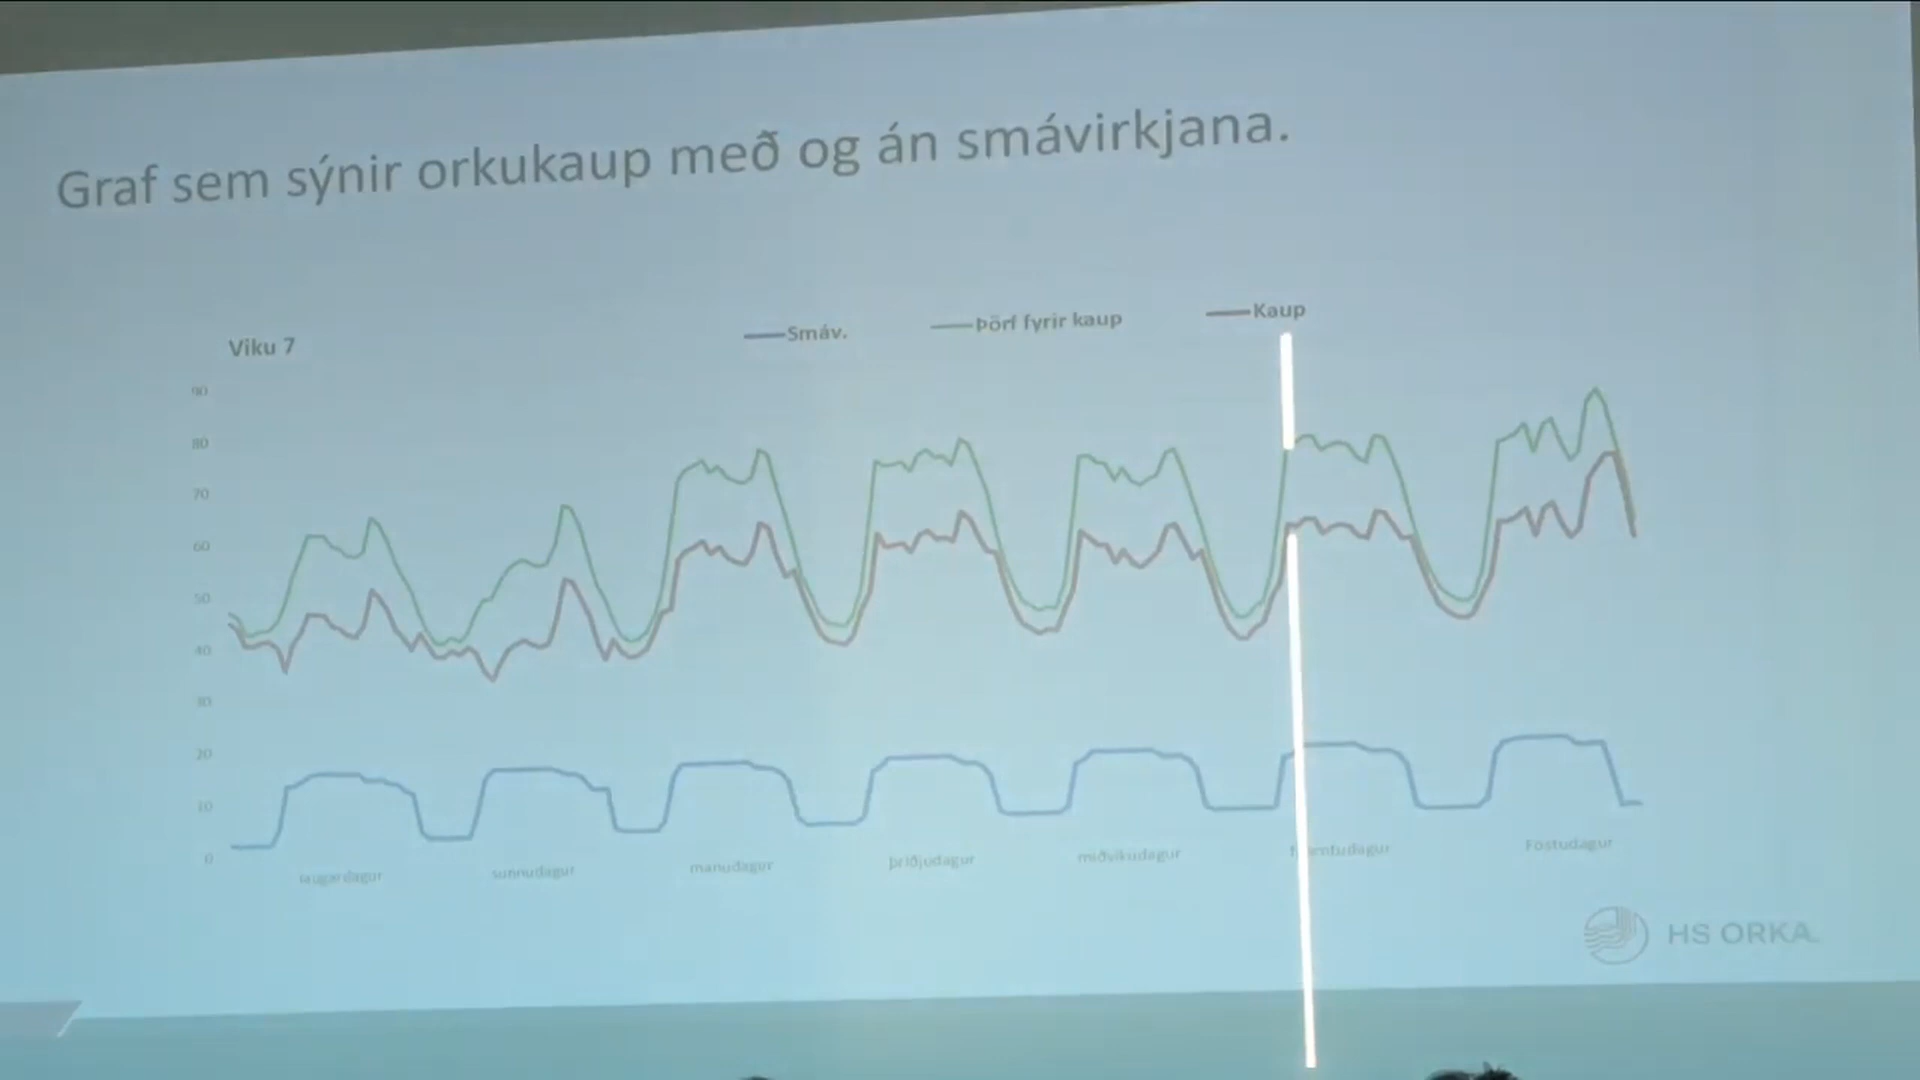 Graf sem sýnir orkukaup með og án smávirkjana.
Viku 7
Smáv.
Þörf fyrir kaup
Kaup
90
80
70
60
50
40
30
20
10
0
laugardagur
sunnudagur
manudagur
þriðjudagur
miðvikudagur
Föstudagur
HS ORKA